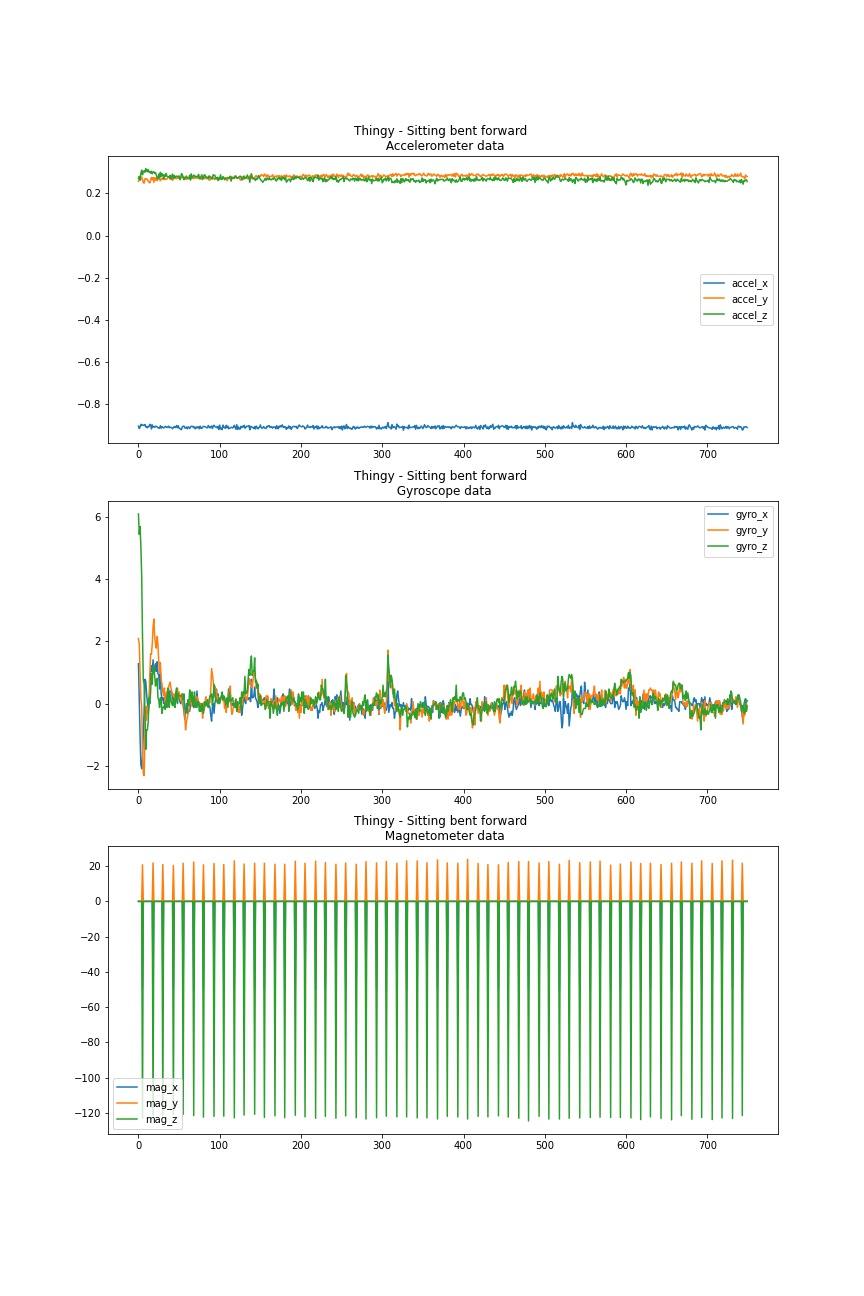 Thingy - Sitting bent forward
Accelerometer data
0.2
0.0
−0.2
−0.4
−0.6
−0.8
accel_x
accel_y
accel_z
0 100 200 300 400 500 600 700
Thingy - Sitting bent forward
Gyroscope data
6
4
2
0
−2
gyro_x
gyro_y
gyro_z
0 100 200 300 400 500 600 700
Thingy - Sitting bent forward
Magnetometer data
20
0
−20
−40
−60
−80
−100
−120
mag_x
mag_y
mag_z
0 100 200 300 400 500 600 700